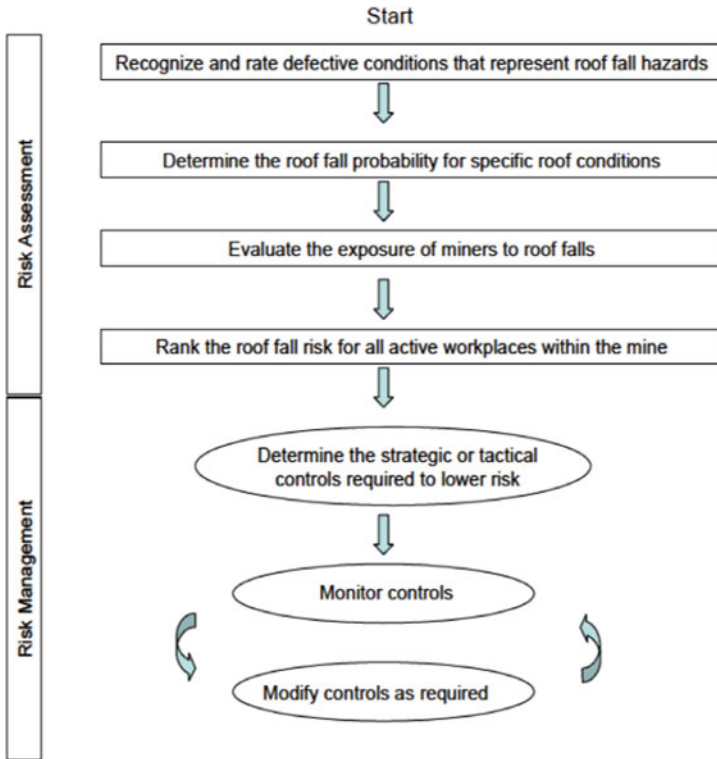 Start
Risk Assessment
Recognize and rate defective conditions that represent roof fall hazards
Determine the roof fall probability for specific roof conditions
Evaluate the exposure of miners to roof falls
Rank the roof fall risk for all active workplaces within the mine
Risk Management
Determine the strategic or tactical
controls required to lower risk
Monitor controls
Modify controls as required